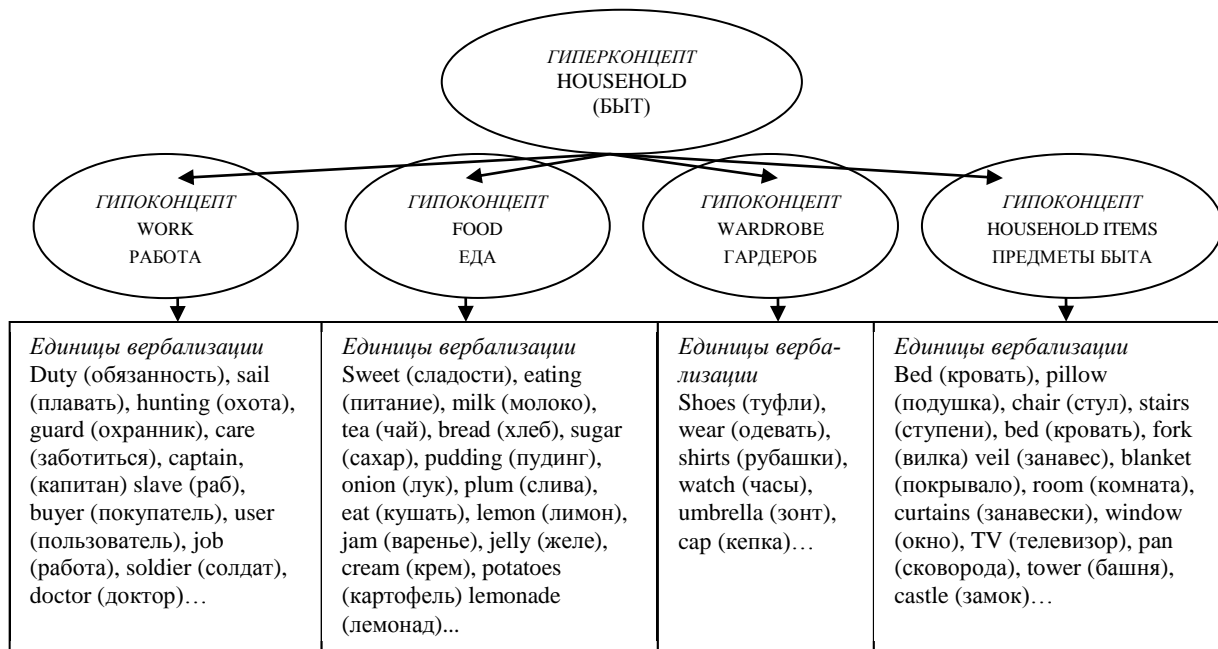 ГИПЕРКОНЦЕПТ
HOUSEHOLD
(БЫТ)
ГИПОКОНЦЕПТ
WORK
РАБОТА
ГИПОКОНЦЕПТ
FOOD
ЕДА
ГИПОКОНЦЕПТ
WARDROBE
ГАРДЕРОБ
ГИПОКОНЦЕПТ
HOUSEHOLD ITEMS
ПРЕДМЕТЫ БЫТА
Единицы вербализации
Duty (обязанность), sail
(плавать), hunting (охота),
guard (охранник), care
(заботиться), captain,
(капитан) slave (раб),
buyer (покупатель), user
(пользователь), job
(работа), soldier (солдат),
doctor (доктор)…
Единицы вербализации
Sweet (сладости), eating
(питание), milk (молоко),
tea (чай), bread (хлеб), sugar
(сахар), pudding (пудинг),
onion (лук), plum (слива),
eat (кушать), lemon (лимон),
jam (варенье), jelly (желе),
cream (крем), potatoes
(картофель) lemonade
(лемонад)...
Единицы верба-
лизации
Shoes (туфли),
wear (одевать),
shirts (рубашки),
watch (часы),
umbrella (зонт),
cap (кепка)…
Единицы вербализации
Bed (кровать), pillow
(подушка), chair (стул), stairs
(ступени), bed (кровать), fork
(вилка) veil (занавес), blanket
(покрывало), room (комната),
curtains (занавески), window
(окно), TV (телевизор), pan
(сковорода), tower (башня),
castle (замок)…